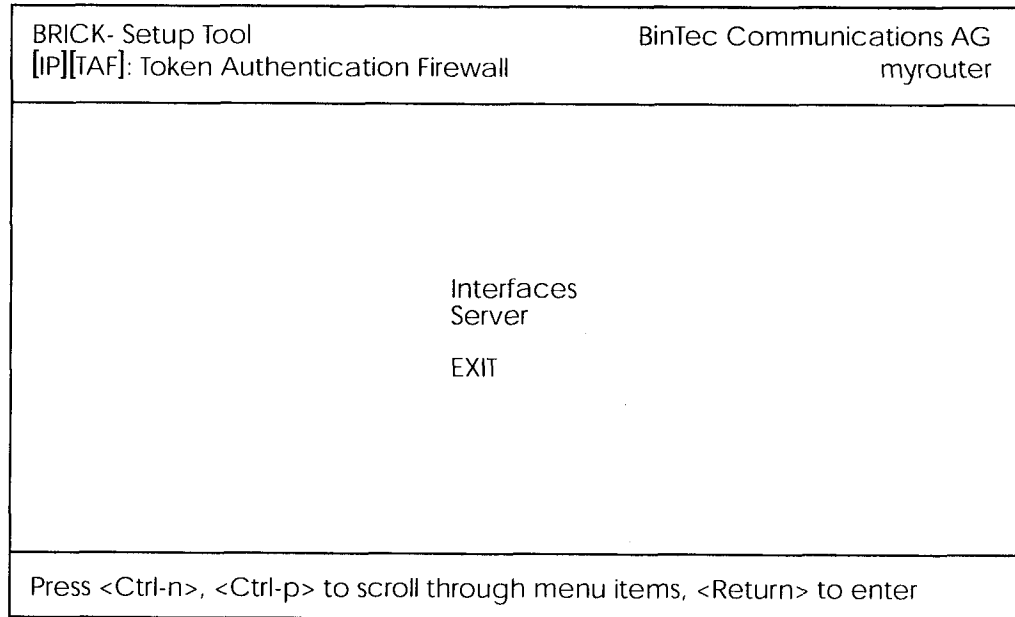 BRICK- Setup Tool BinTec Communications AG
[IP][TAF]: Token Authentication Firewall myrouter
Interfaces
Server
EXIT
Press <Ctrl-n>, <Ctrl-p> to scroll through menu items, <Return> to enter